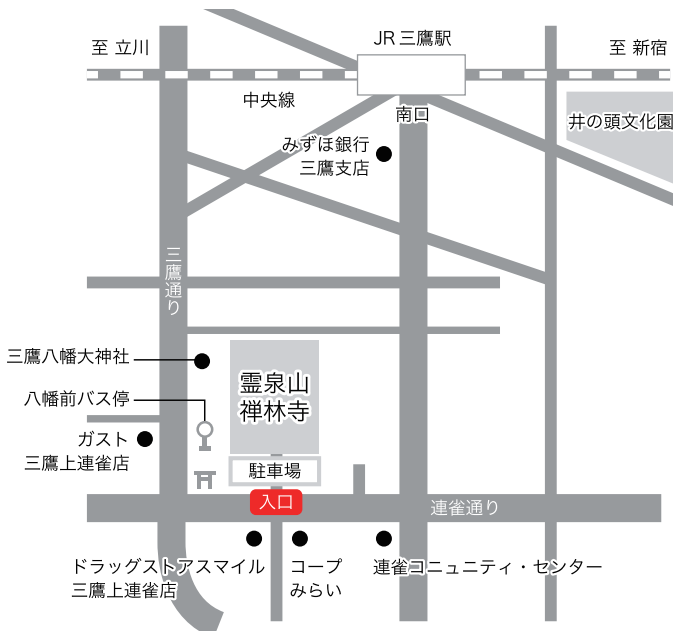 JR三鷹駅
至 立川
至 新宿
中央線
南口
井の頭文化園
みずほ銀行
三鷹支店
三鷹通り
三鷹八幡大神社
霊泉山
禅林寺
八幡前バス停
ガスト
三鷹上連雀店
駐車場
入口
連雀通り
ドラッグストアスマイル
三鷹上連雀店
コープ
みらい
連雀コニュニティ・センター